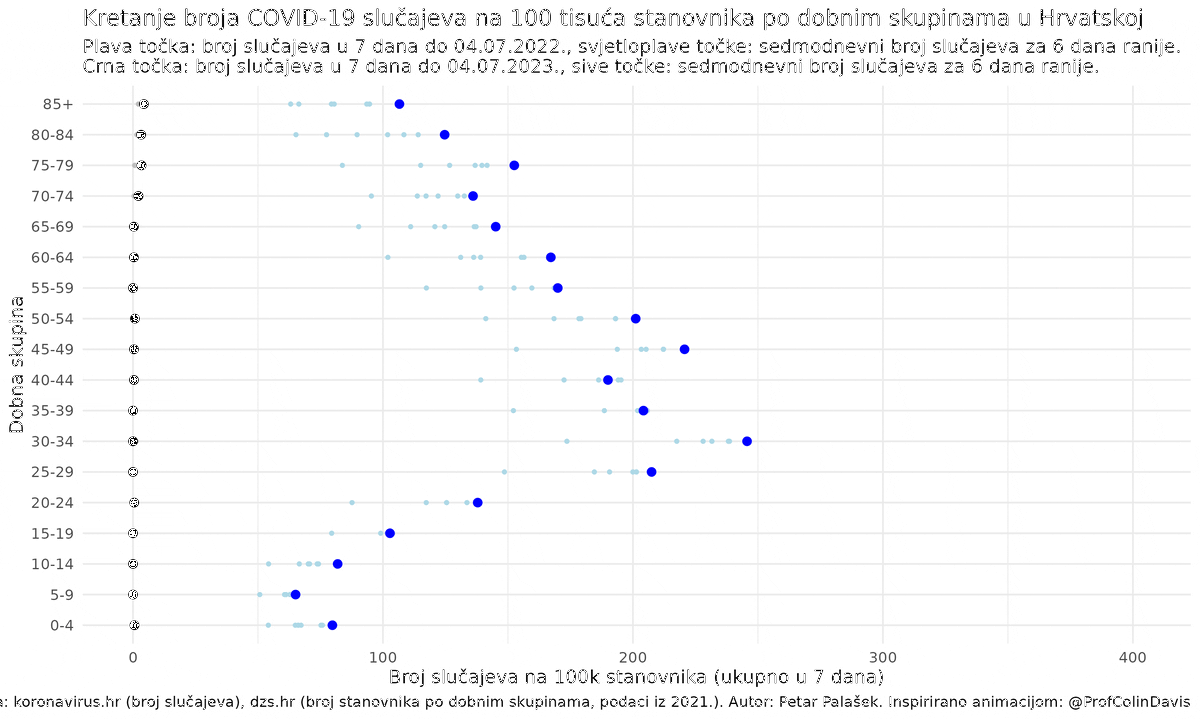 Kretanje broja COVID-19 slučajeva na 100 tisuća stanovnika po dobnim skupinama u Hrvatskoj
Plava točka: broj slučajeva u 7 dana do 04.07.2022., svjetloplave točke: sedmodnevni broj slučajeva za 6 dana ranije.
Crna točka: broj slučajeva u 7 dana do 04.07.2023., sive točke: sedmodnevni broj slučajeva za 6 dana ranije.
Dobna skupina
85+
80-84
75-79
70-74
65-69
60-64
55-59
50-54
45-49
40-44
35-39
30-34
25-29
20-24
15-19
10-14
5-9
0-4
0 100 200 300 400
Broj slučajeva na 100k stanovnika (ukupno u 7 dana)
a: koronavirus.hr (broj slučajeva), dzs.hr (broj stanovnika po dobnim skupinama, podaci iz 2021.). Autor: Petar Palašek. Inspirirano animacijom: @ProfColinDavis